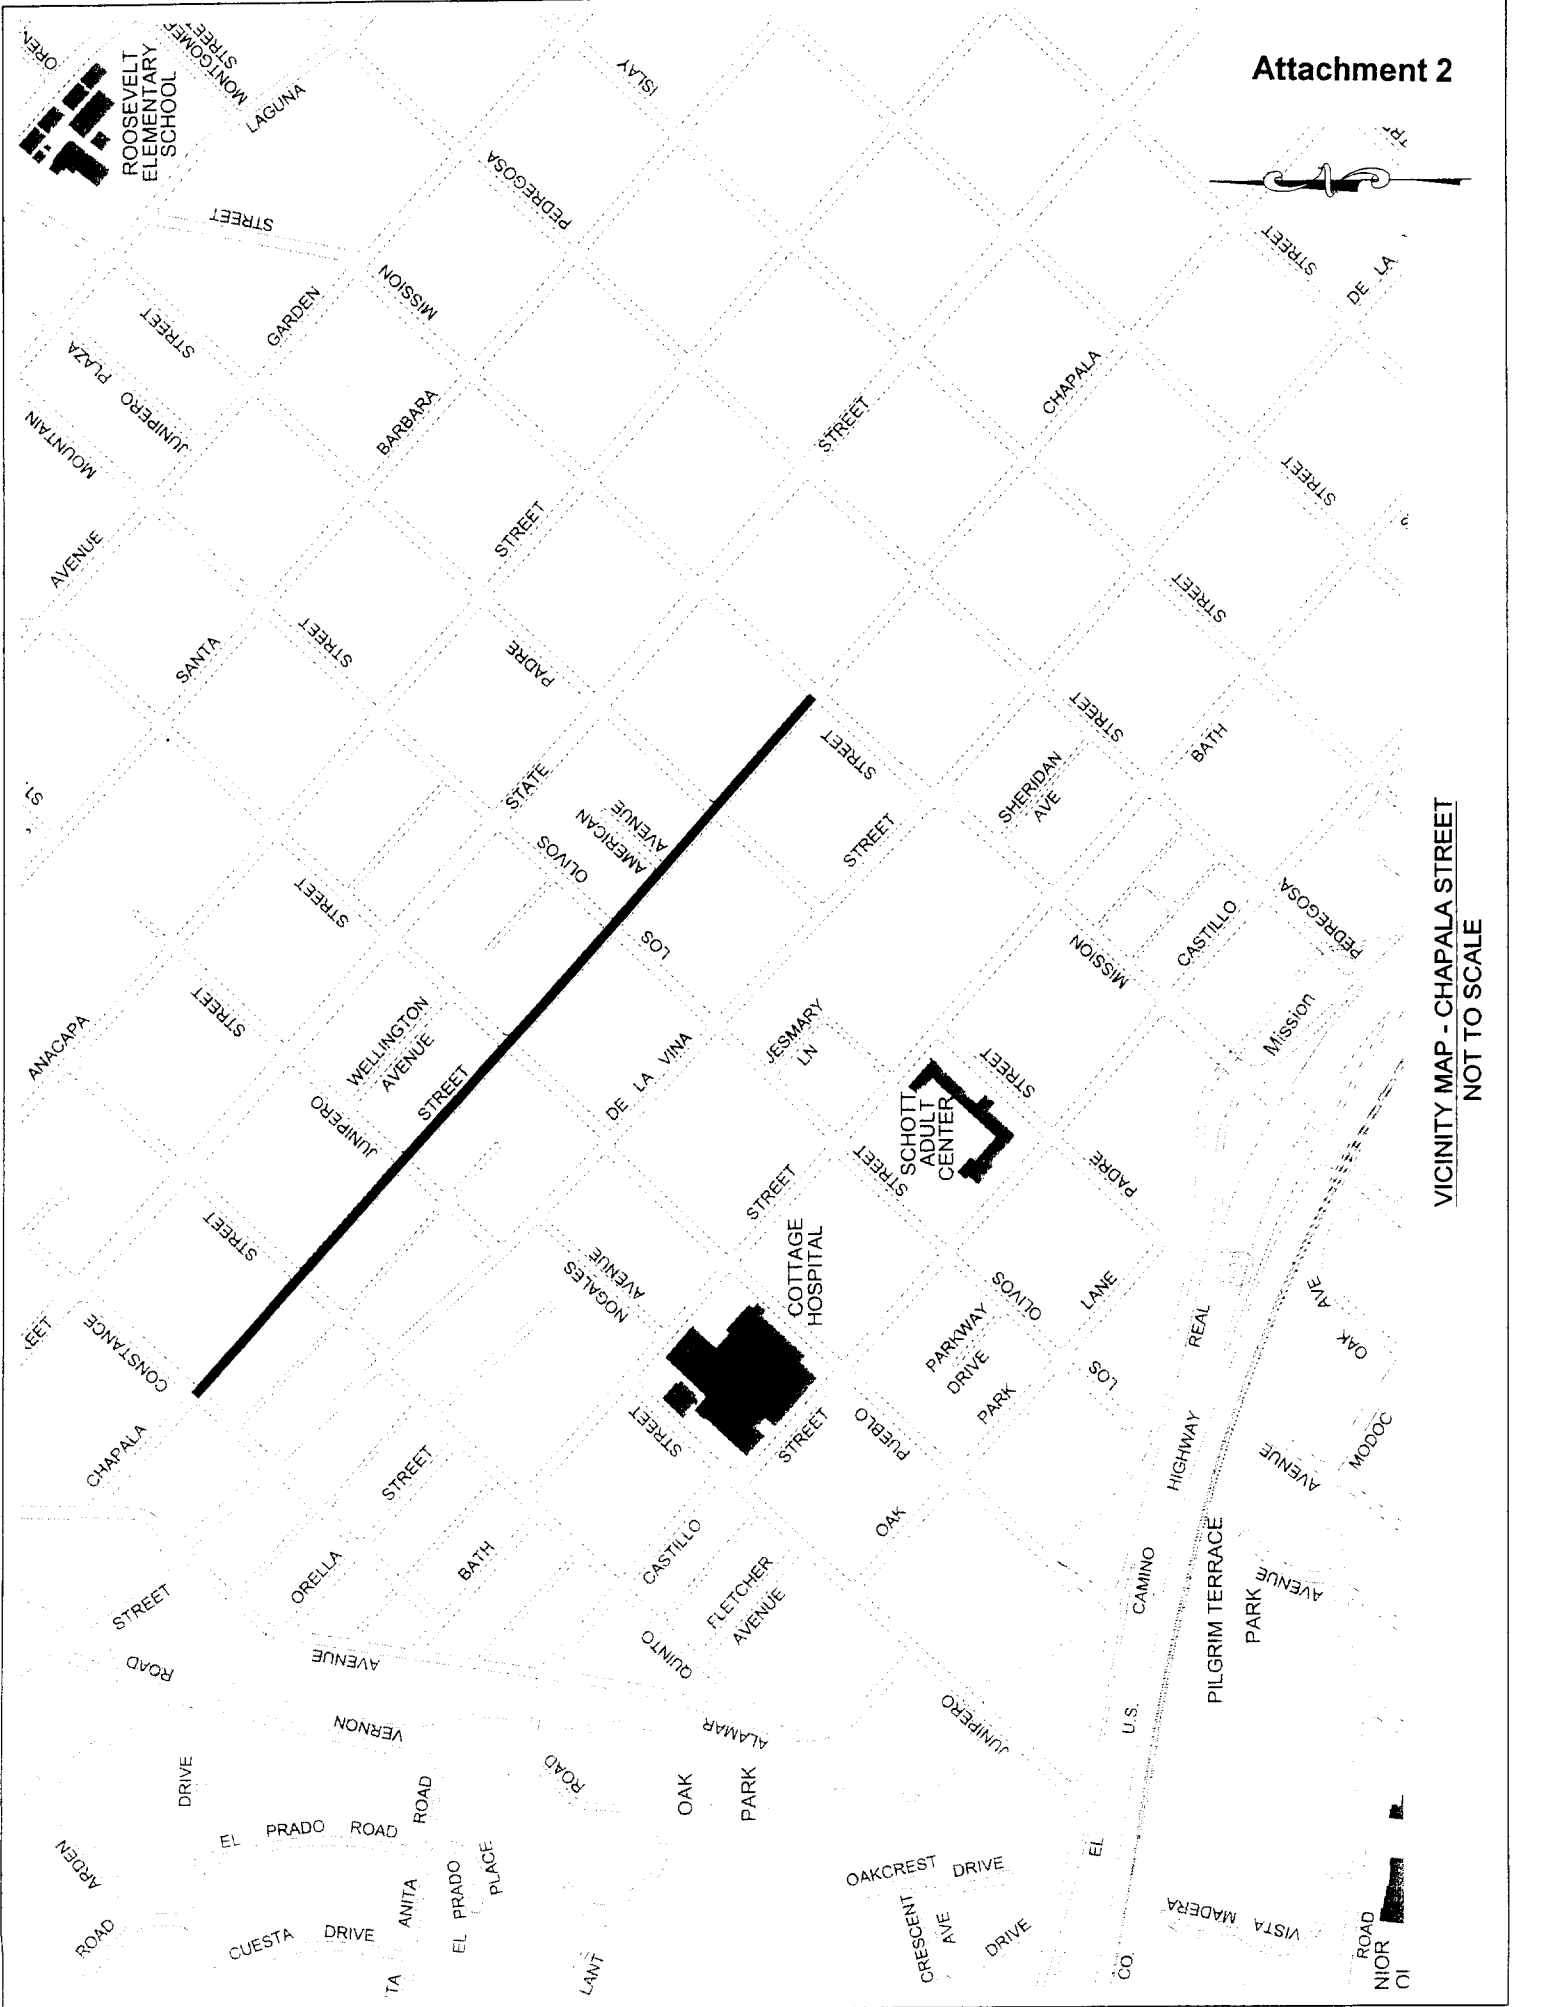 Attachment 2
OREN
MONTGOMER
STREET
LAGUNA
ISLAY
ROOSEVELT
ELEMENTARY
SCHOOL
PEDREGOSA
STREET
STREET
DE LA
STREET
GARDEN
MISSION
PLAZA
JUNIPERO
MOUNTAIN
BARBARA
STREET
CHAPALA
STREET
AVENUE
STREET
STREET
SANTA
STREET
PADRE
STREET
BATH
STREET
STATE
AMERICAN
AVENUE
OLIVOS
SHERIDAN
AVE
STREET
STREET
LOS
MISSION
CASTILLO
PEDREGOSA
Mission
ANACAPA
STREET
WELLINGTON
AVENUE
STREET
JUNIPERO
DE LA VINA
JESMARY
LN
STREET
SCHOTT
ADULT
CENTER
STREET
STREET
PADRE
STREET
CONSTANCE
NOGALES
AVENUE
COTTAGE
HOSPITAL
PARKWAY
DRIVE
OLIVOS
LANE
LOS
PARK
REAL
AVE
OAK
CHAPALA
STREET
STREET
STREET
PUEBLO
OAK
HIGHWAY
AVENUE
MODOC
STREET
ORELLA
BATH
CASTILLO
FLETCHER
AVENUE
QUINTO
CAMINO
PILGRIM TERRACE
PARK
AVENUE
ROAD
AVENUE
VERNON
ROAD
ALAMAR
JUNIPERO
U.S.
DRIVE
EL PRADO ROAD
ROAD
OAK
PARK
ARDEN
ROAD
CUESTA DRIVE
ANITA
EL PRADO
PLACE
LANT
OAKCREST DRIVE
CRESCENT
AVE
DRIVE
EL
CO.
VISTA MADERA
ROAD
NIOR
VICINITY MAP - CHAPALA STREET
NOT TO SCALE